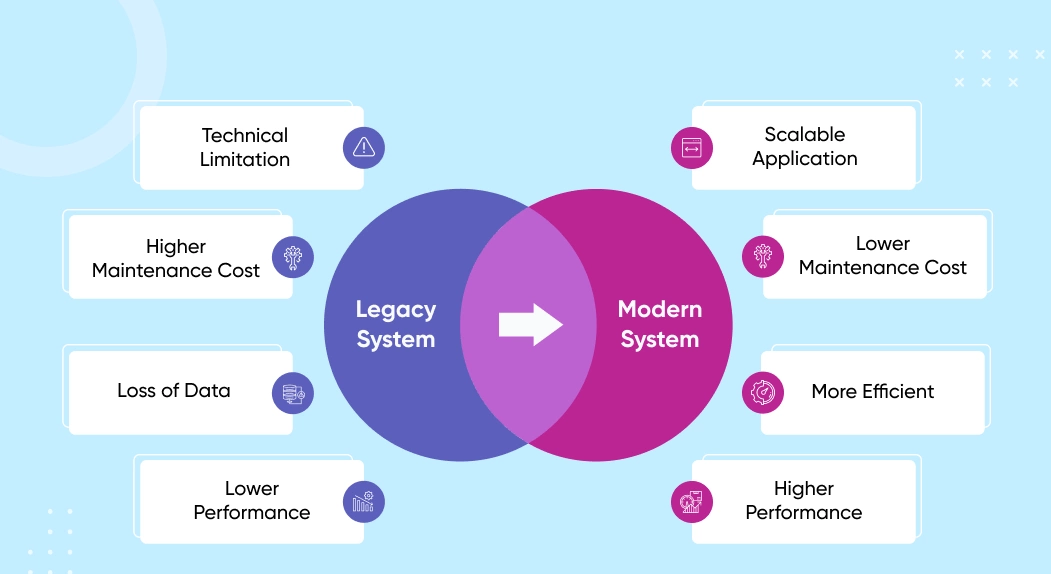 Technical
Limitation
Higher
Maintenance Cost
Loss of Data
Lower
Performance
Legacy
System
Modern
System
Scalable
Application
Lower
Maintenance Cost
More Efficient
Higher
Performance